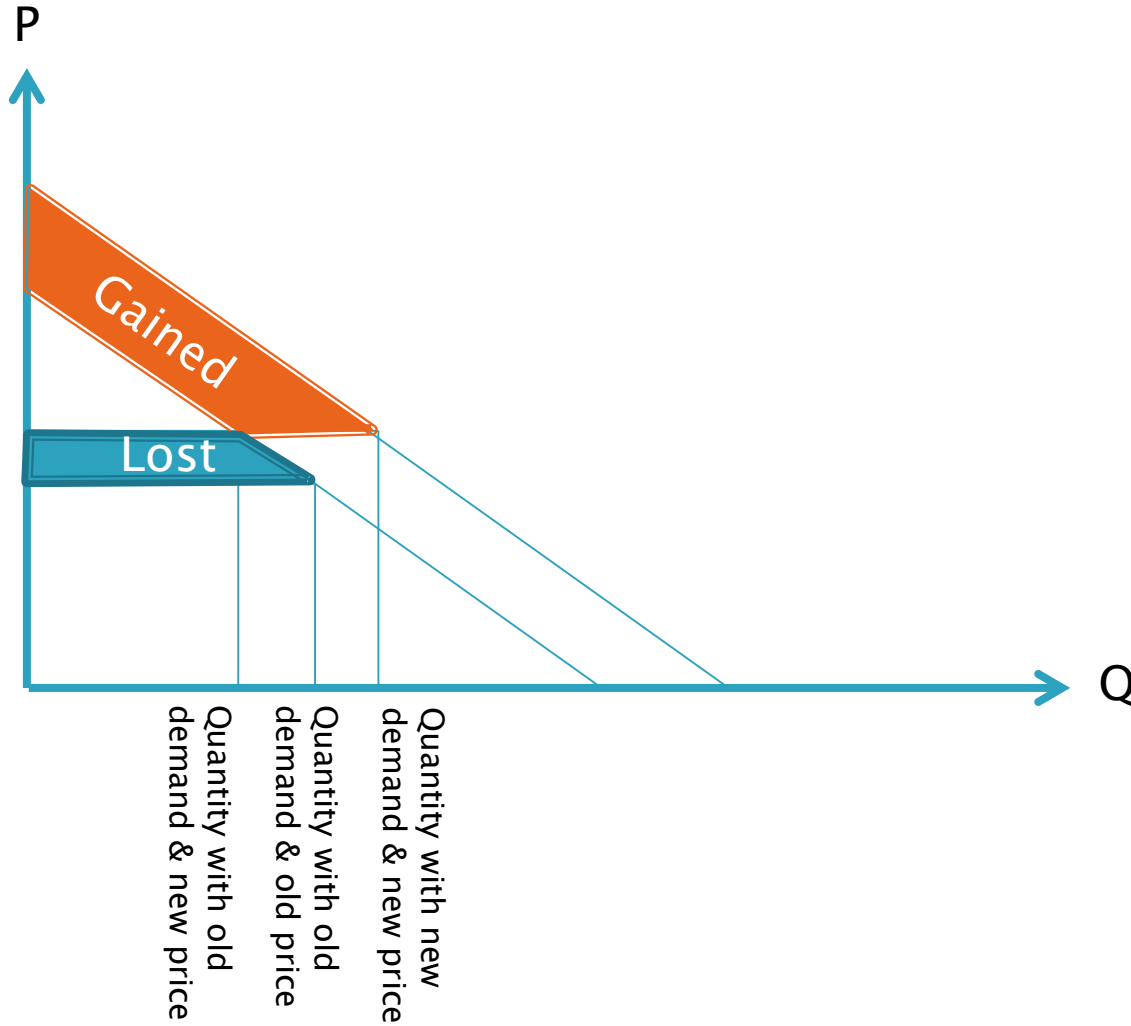 P
Gained
Lost
Q
Quantity with old
demand & new price
Quantity with old
demand & old price
Quantity with new
demand & new price